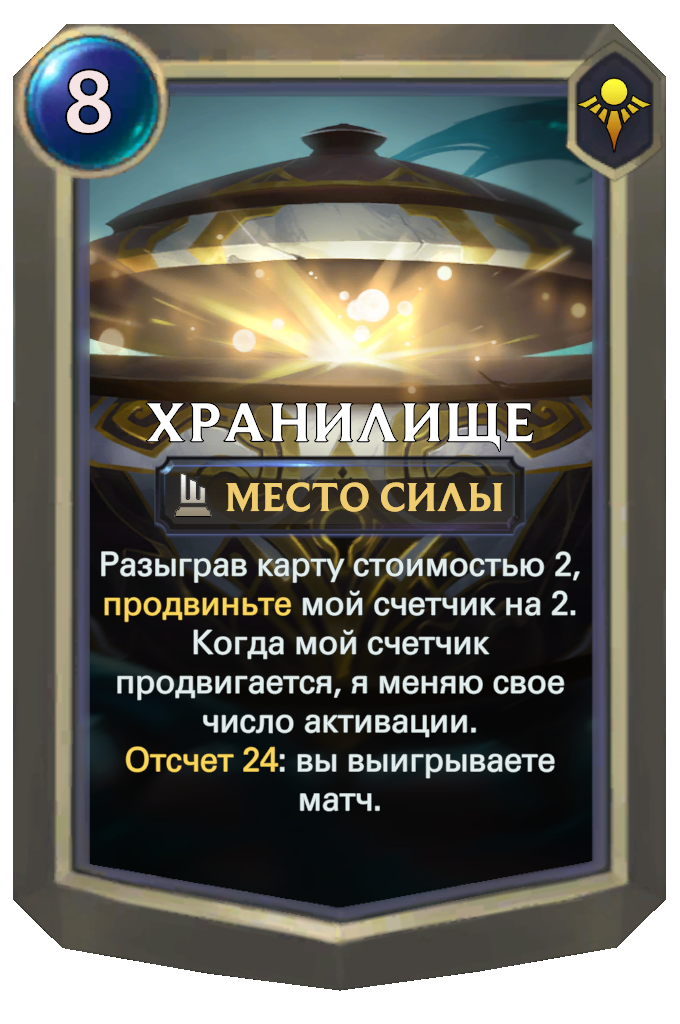 8
ХРАНИЛИЩЕ
МЕСТО СИЛЫ
Разыграв карту стоимостью 2,
продвиньте мой счетчик на 2.
Когда мой счетчик
продвигается, я меняю свое
число активации.
Отсчет 24: вы выигрываете
матч.